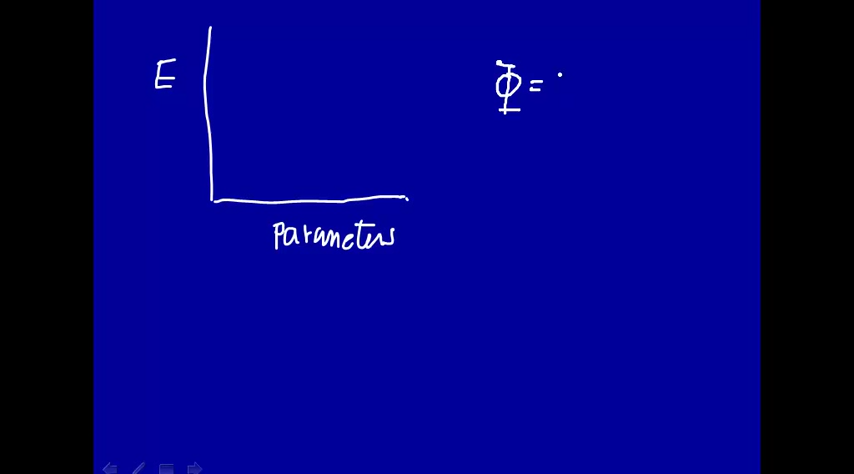 E
Φ =
Parameters